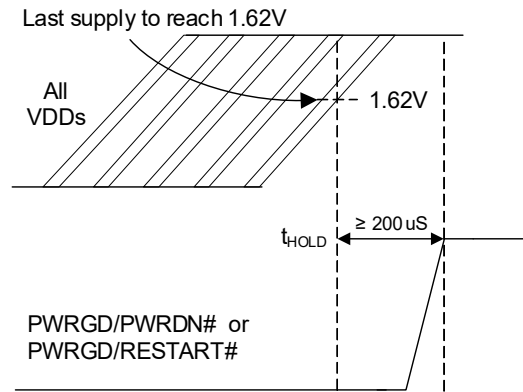 Last supply to reach 1.62V
All
VDDs
1.62V
tHOLD
≥ 200 uS
PWRGD/PWRDN# or
PWRGD/RESTART#